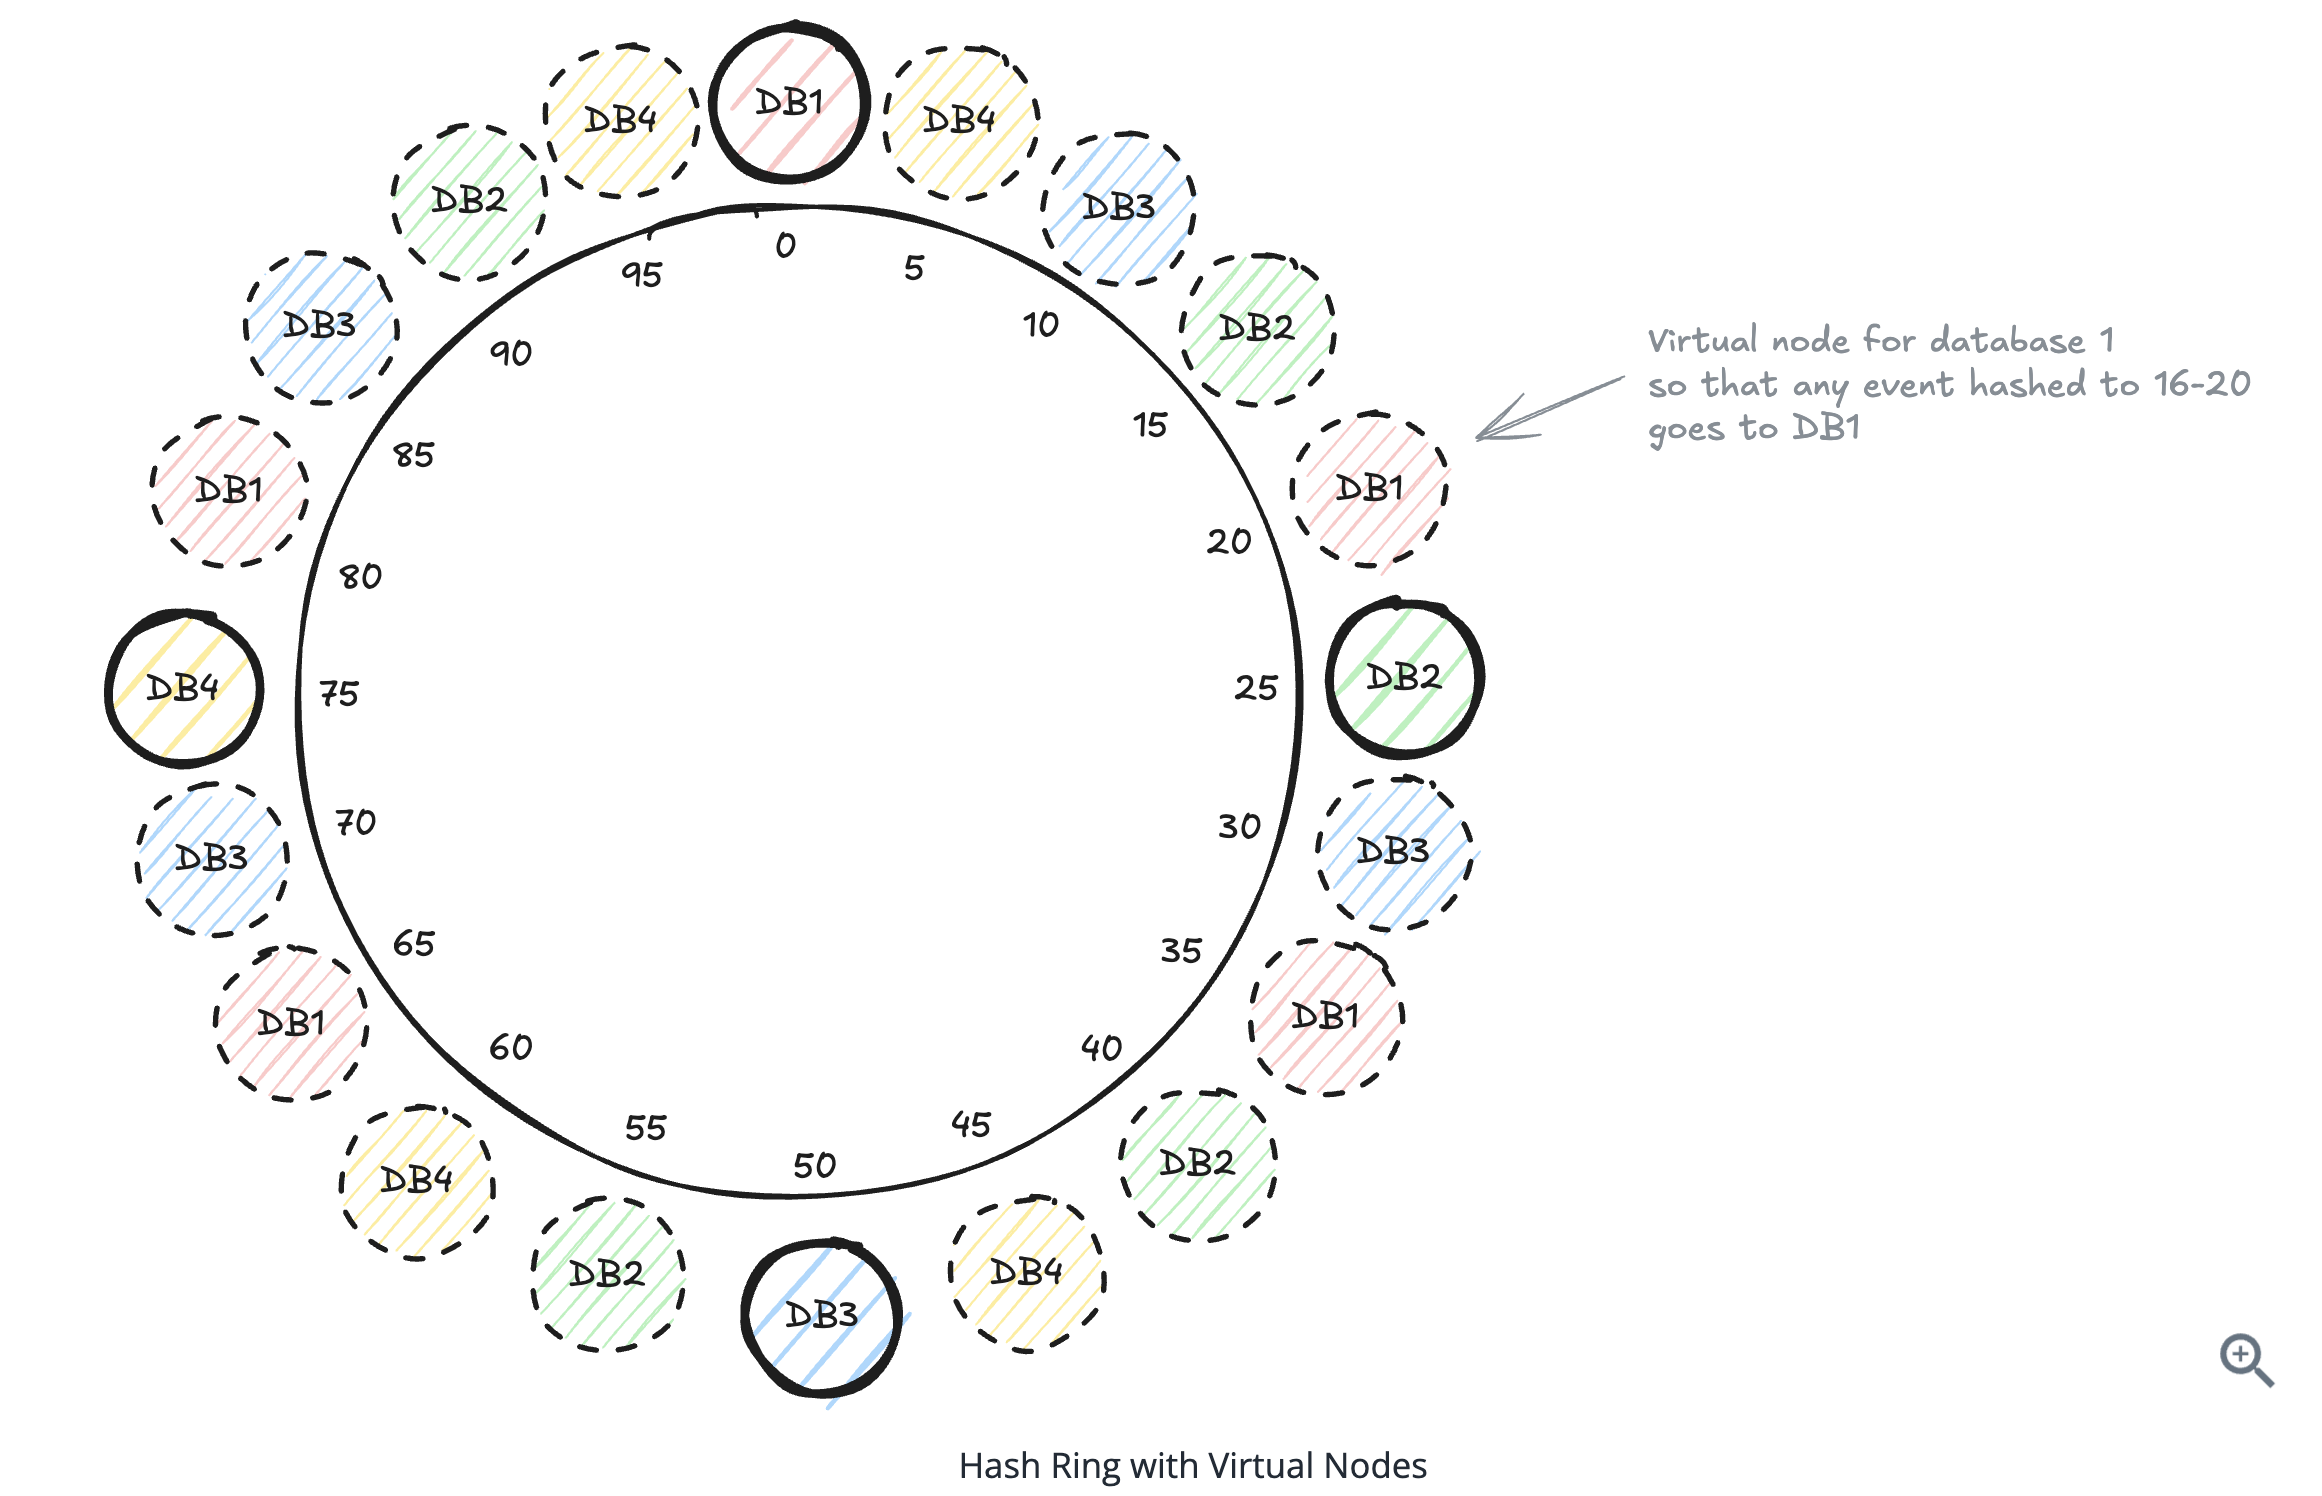 DB4
DB1
DB4
DB2
DB3
DB3
DB2
DB1
DB1
DB4
DB2
DB3
DB3
DB1
DB1
DB4
DB2
DB2
DB3
DB4
0
5
10
15
20
25
30
35
40
45
50
55
60
65
70
75
80
85
90
95
Virtual node for database 1
so that any event hashed to 16-20
goes to DB1
Hash Ring with Virtual Nodes